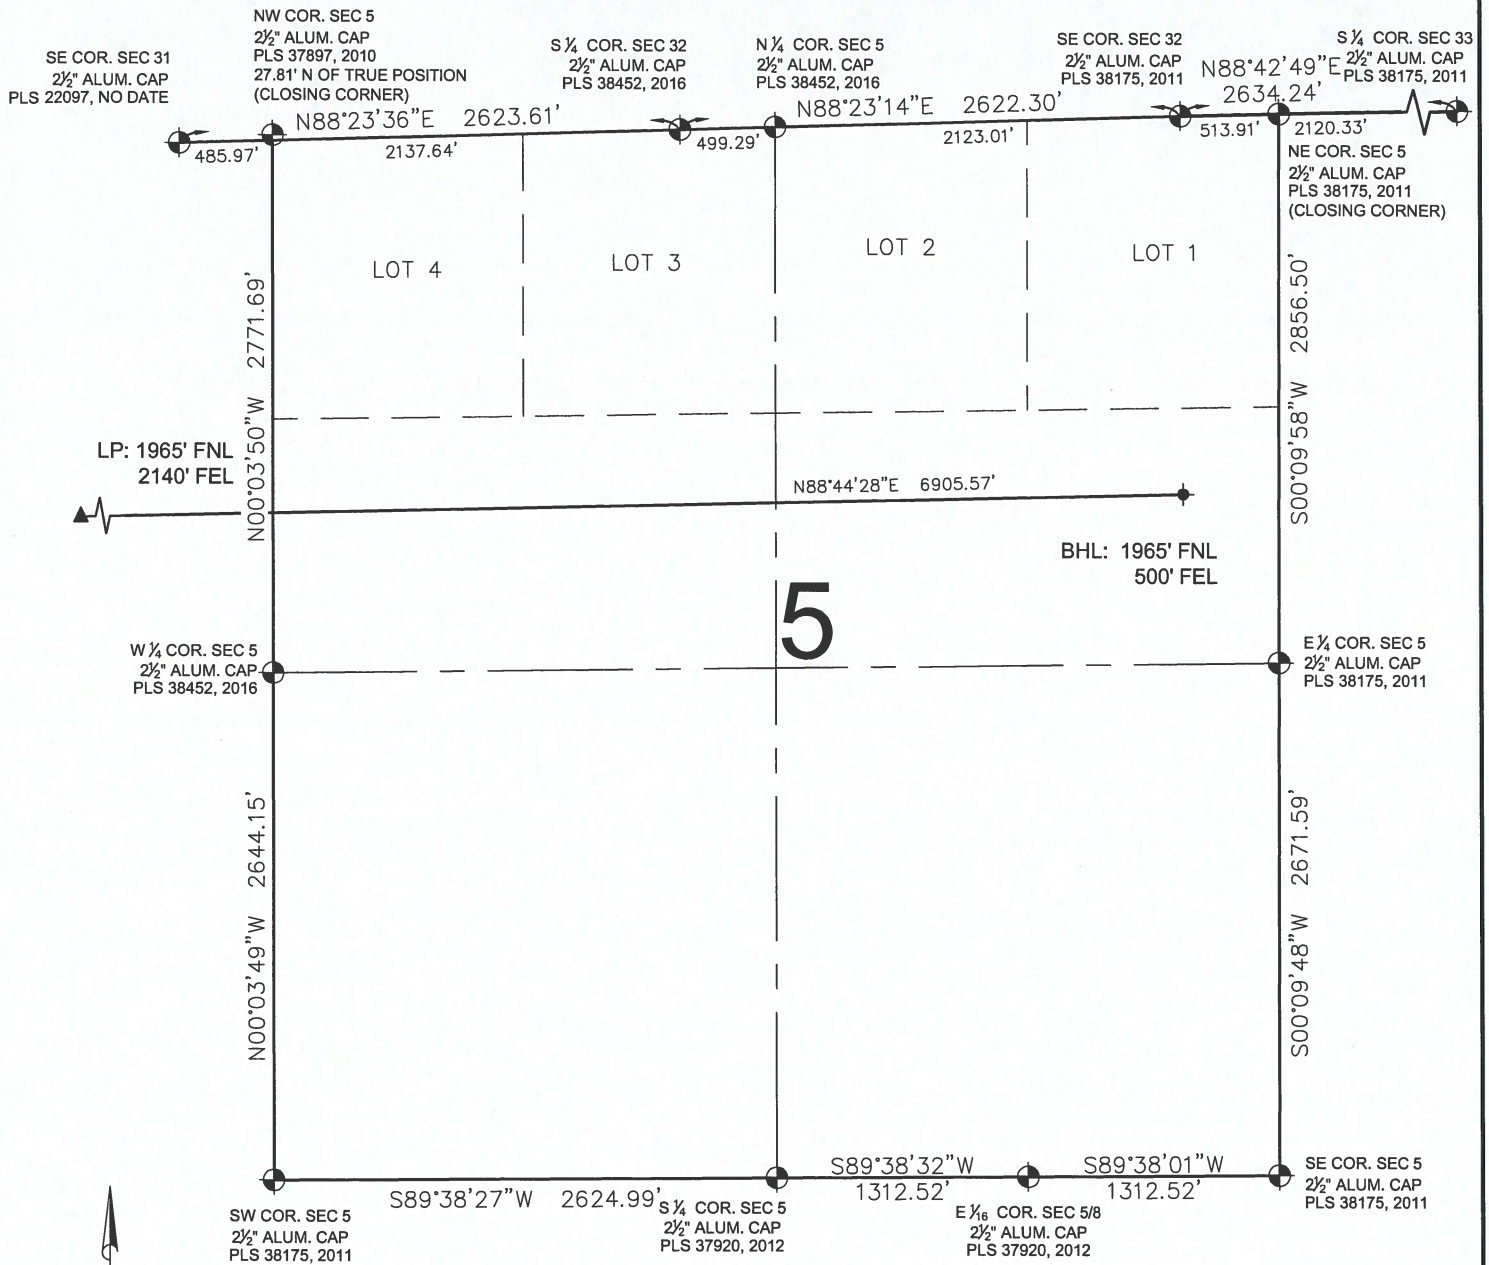 NW COR. SEC 5
2½" ALUM. CAP
PLS 37897, 2010
27.81' N OF TRUE POSITION
(CLOSING CORNER)
SE COR. SEC 31
2½" ALUM. CAP
PLS 22097, NO DATE
S ¼ COR. SEC 32
2½" ALUM. CAP
PLS 38452, 2016
N ¼ COR. SEC 5
2½" ALUM. CAP
PLS 38452, 2016
SE COR. SEC 32
2½" ALUM. CAP
PLS 38175, 2011
S ¼ COR. SEC 33
2½" ALUM. CAP
PLS 38175, 2011
N88°42'49"E
2634.24'
N88°23'36"E 2623.61'
N88°23'14"E 2622.30'
485.97'
2137.64'
499.29'
2123.01'
513.91'
2120.33'
NE COR. SEC 5
2½" ALUM. CAP
PLS 38175, 2011
(CLOSING CORNER)
LOT 4
LOT 3
LOT 2
LOT 1
N00°03'50"W 2771.69'
S00°09'58"W 2856.50'
LP: 1965' FNL
2140' FEL
N88°44'28"E 6905.57'
BHL: 1965' FNL
500' FEL
5
W ¼ COR. SEC 5
2½" ALUM. CAP
PLS 38452, 2016
E ¼ COR. SEC 5
2½" ALUM. CAP
PLS 38175, 2011
N00°03'49"W 2644.15'
S00°09'48"W 2671.59'
S89°38'27"W 2624.99'
S89°38'32"W
1312.52'
S89°38'01"W
1312.52'
SW COR. SEC 5
2½" ALUM. CAP
PLS 38175, 2011
S ¼ COR. SEC 5
2½" ALUM. CAP
PLS 37920, 2012
E 1⁄16 COR. SEC 5/8
2½" ALUM. CAP
PLS 37920, 2012
SE COR. SEC 5
2½" ALUM. CAP
PLS 38175, 2011